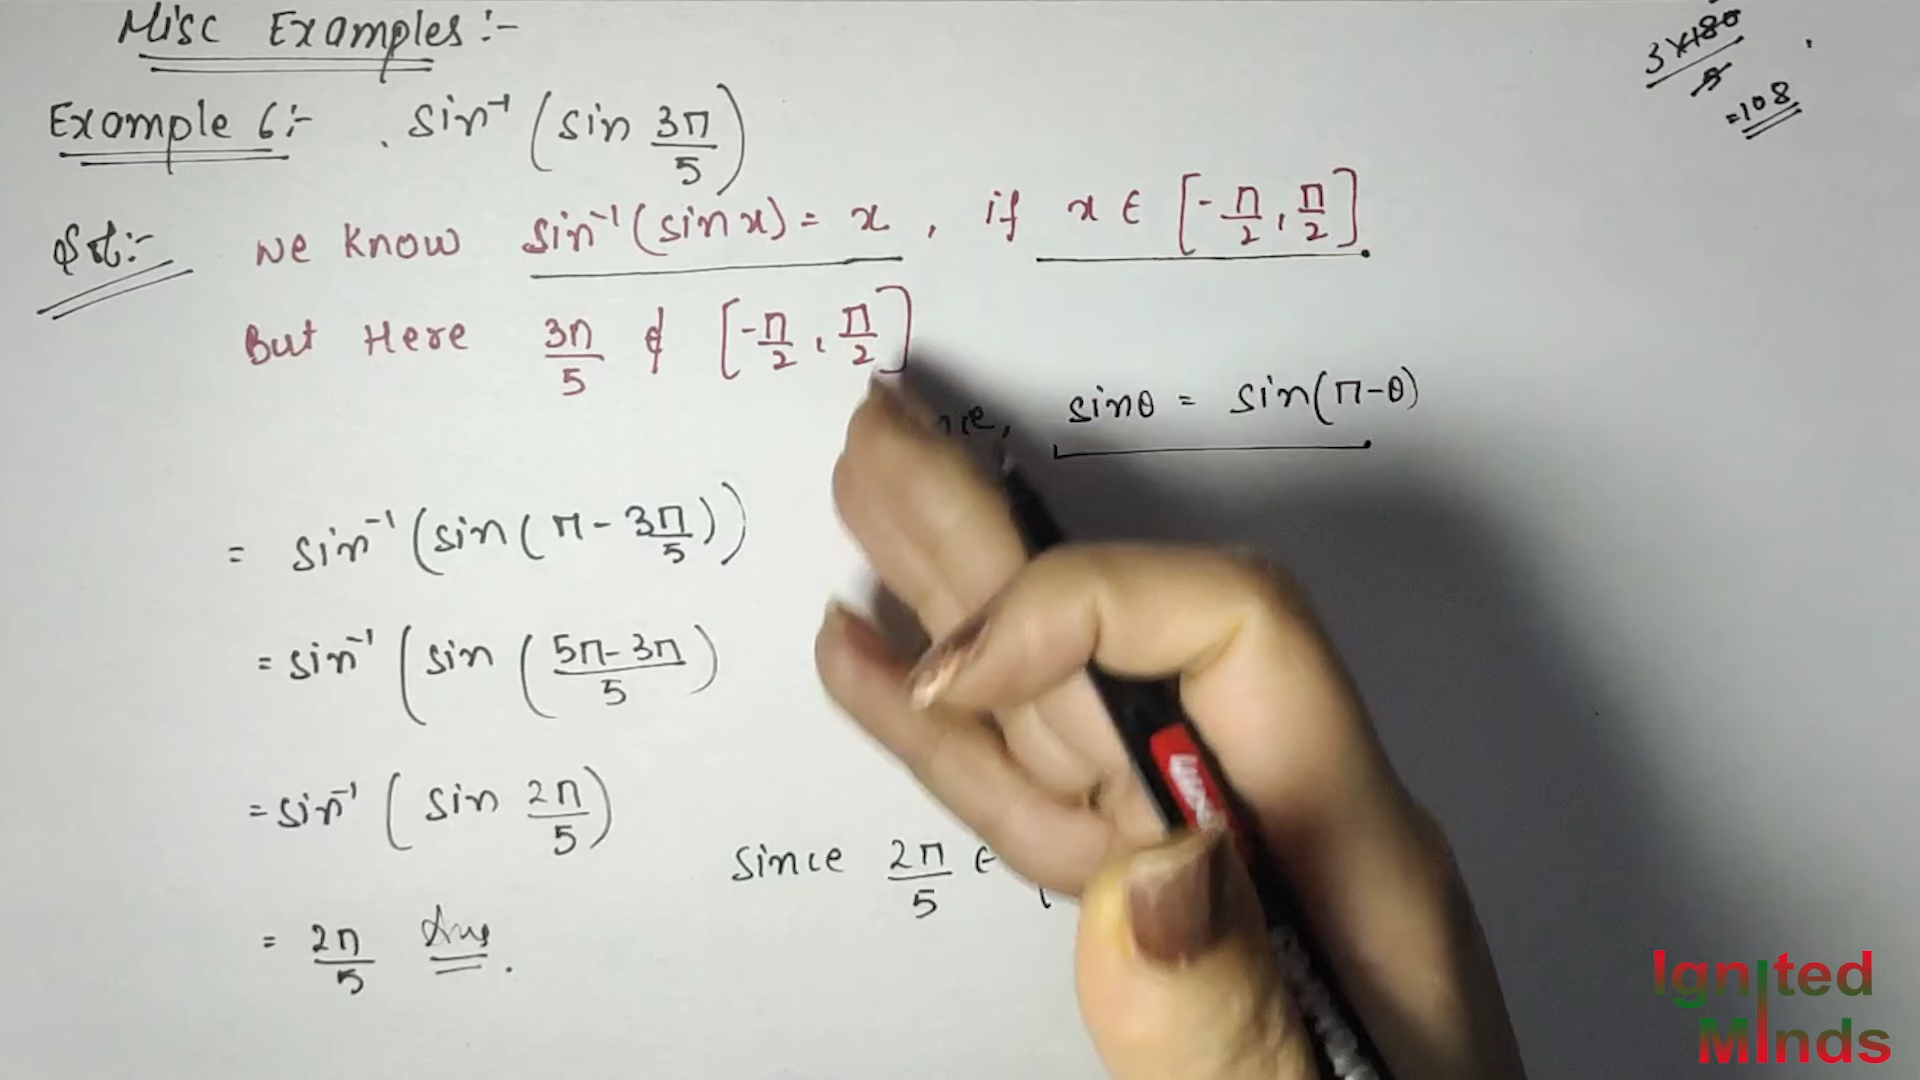 Misc Examples:-
3×180
5
=108
Example 6:- . sin⁻¹(sin 3π/5)
Sol:- We know sin⁻¹(sin x) = x , if x ∈ [-π/2, π/2].
But Here 3π/5 ∉ [-π/2, π/2]
sinθ = sin(π-θ)
= sin⁻¹(sin(π - 3π/5))
= sin⁻¹(sin(5π-3π/5)
= sin⁻¹(sin 2π/5)
Since 2π/5 ∈
= 2π/5 Ans.
Ignited
Minds